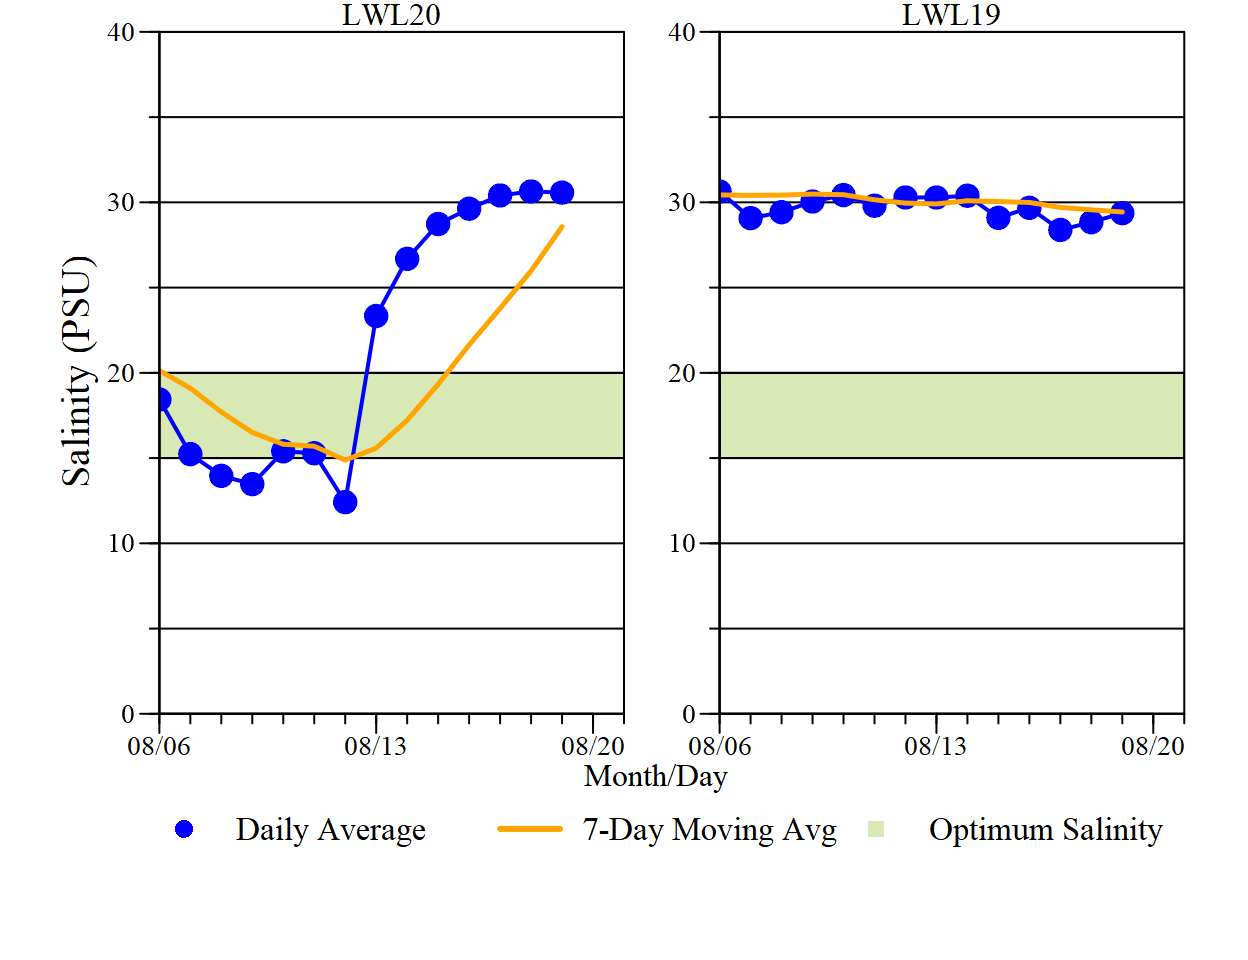 LWL20 LWL19
40 40
30 30
20 20
10 10
0 0
Salinity (PSU)
08/06 08/13 08/20 08/06 08/13 08/20
Month/Day
Daily Average 7-Day Moving Avg Optimum Salinity